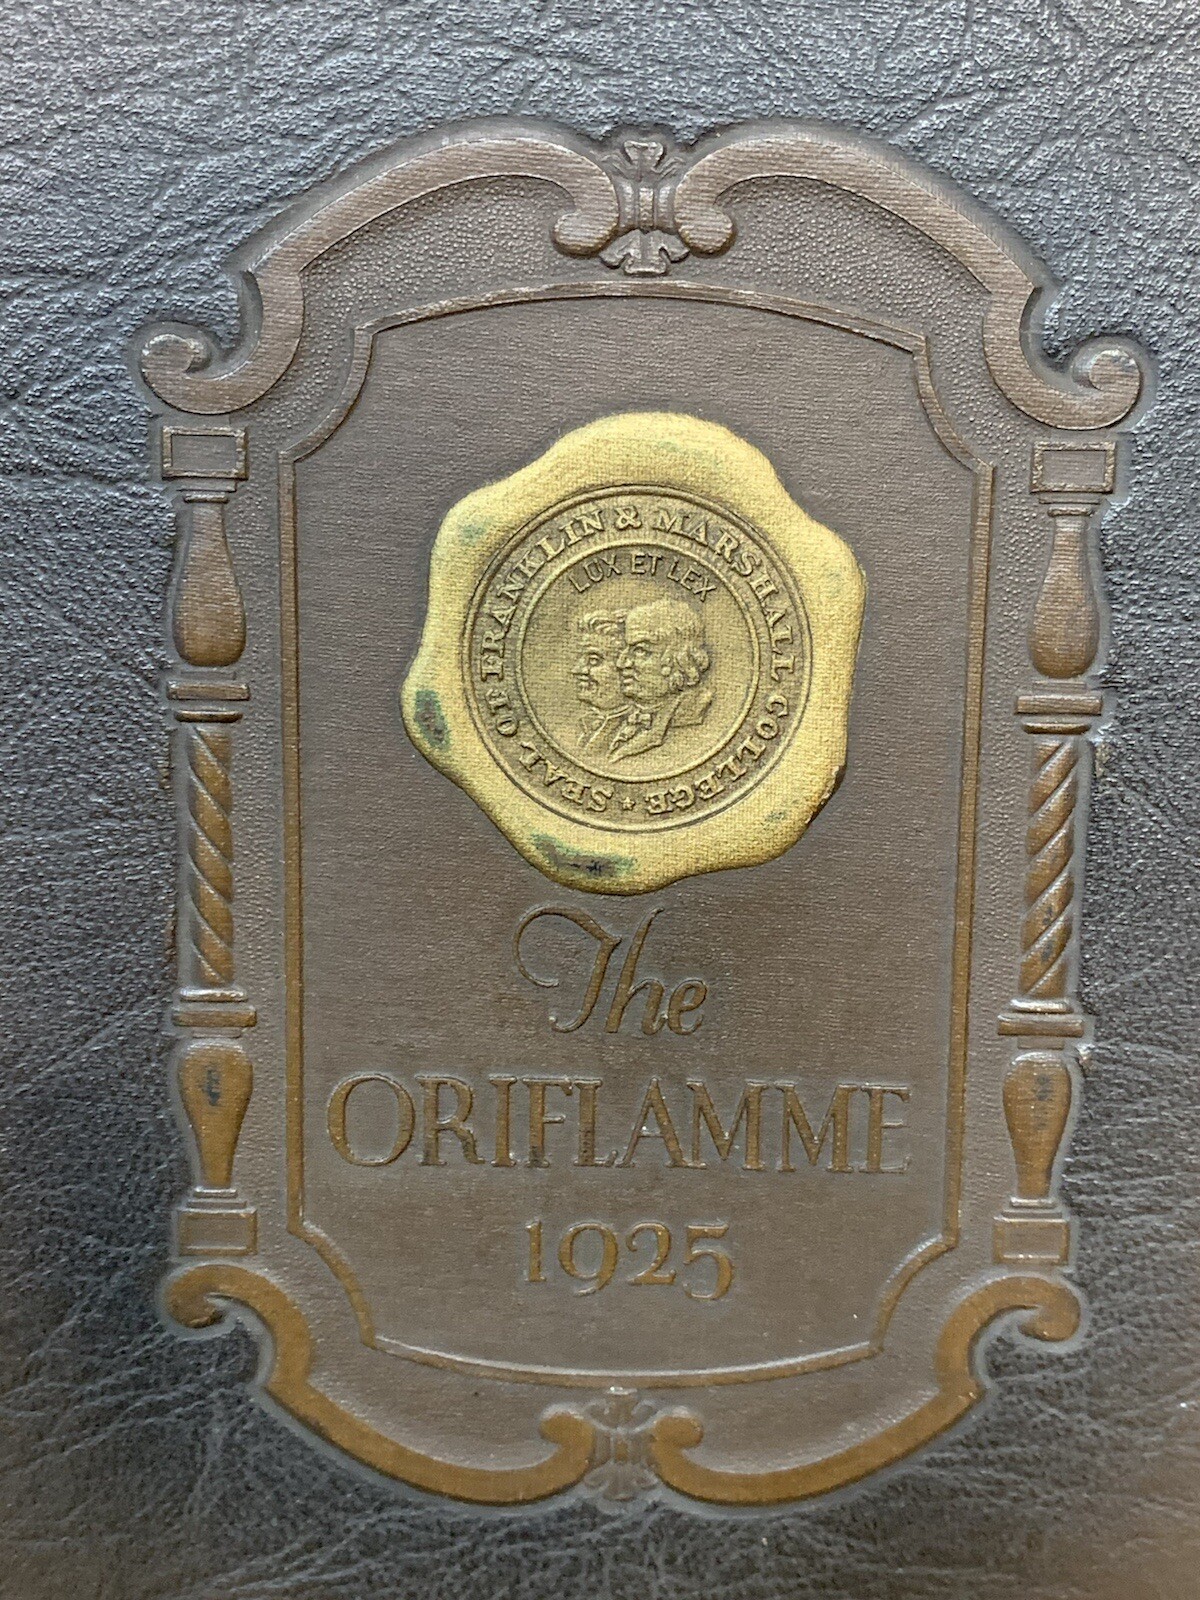 SEAL OF FRANKLIN & MARSHALL COLLEGE ★
LUX ET LEX
The
ORIFLAMME
1925